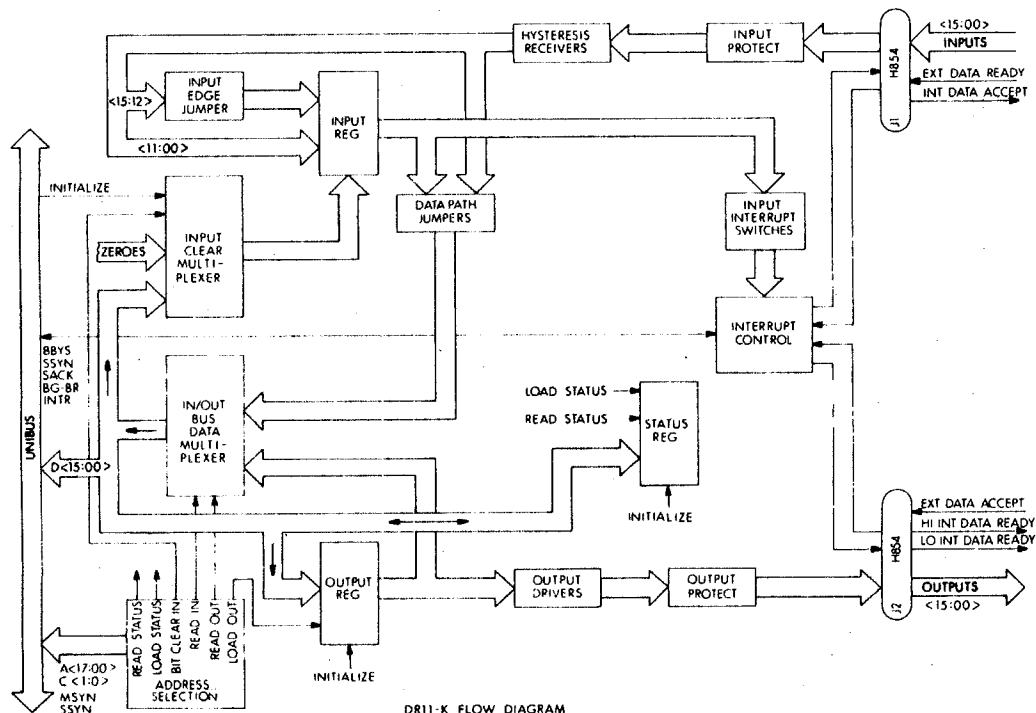 <15:00>
INPUTS
EXT DATA READY
INT DATA ACCEPT
H854
J1
INPUT
PROTECT
HYSTERESIS
RECEIVERS
<15:12>
INPUT
EDGE
JUMPER
INPUT
REG
<11:00>
INITIALIZE
ZEROES
INPUT
CLEAR
MULTI-
PLEXER
DATA PATH
JUMPERS
INPUT
INTERRUPT
SWITCHES
INTERRUPT
CONTROL
UNIBUS
BBYS
SSYN
SACK
BG-BR
INTR
D<15:00>
IN/OUT
BUS
DATA
MULTI-
PLEXER
LOAD STATUS
READ STATUS
STATUS
REG
INITIALIZE
EXT DATA ACCEPT
HI INT DATA READY
LO INT DATA READY
H854
J2
OUTPUTS
<15:00>
OUTPUT
REG
OUTPUT
DRIVERS
OUTPUT
PROTECT
INITIALIZE
READ STATUS
LOAD STATUS
BIT CLEAR IN
READ IN
READ OUT
LOAD OUT
ADDRESS
SELECTION
A<17:00>
C<1:0>
MSYN
SSYN
DR11-K FLOW DIAGRAM